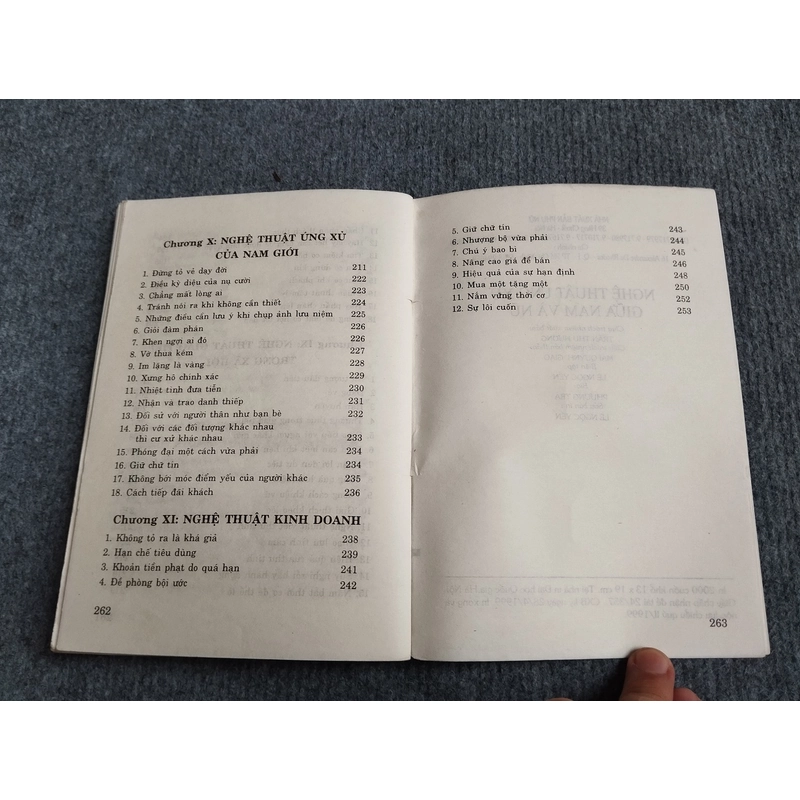 Chương X: NGHỆ THUẬT ỨNG XỬ
CỦA NAM GIỚI
1. Đừng tỏ vẻ dạy đời 211
2. Điều kỳ diệu của nụ cười 222
3. Chẳng mất lòng ai 223
4. Tránh nói ra khi không cần thiết 224
5. Những điều cần lưu ý khi chụp ảnh lưu niệm 225
6. Giỏi đàm phán 226
7. Khen ngợi ai đó 226
8. Vờ thua kém 227
9. Im lặng là vàng 228
10. Xưng hô chính xác 229
11. Nhiệt tình đưa tiễn 230
12. Nhận và trao danh thiếp 231
13. Đối sử với người thân như bạn bè 232
14. Đối với các đối tượng khác nhau
thì cư xử khác nhau 233
15. Phóng đại một cách vừa phải 234
16. Giữ chữ tín 234
17. Không bới móc điểm yếu của người khác 235
18. Cách tiếp đãi khách 236
Chương XI: NGHỆ THUẬT KINH DOANH
1. Không tỏ ra là khá giả 238
2. Hạn chế tiêu dùng 239
3. Khoản tiền phạt do quá hạn 241
4. Đề phòng bội ước 242
262
5. Giữ chữ tín 243
6. Nhượng bộ vừa phải 244
7. Chú ý bao bì 245
8. Nâng cao giá để bán 246
9. Hiệu quả của sự hạn định 248
10. Mua một tặng một 250
11. Nắm vững thời cơ 252
12. Sự lôi cuốn 253
263